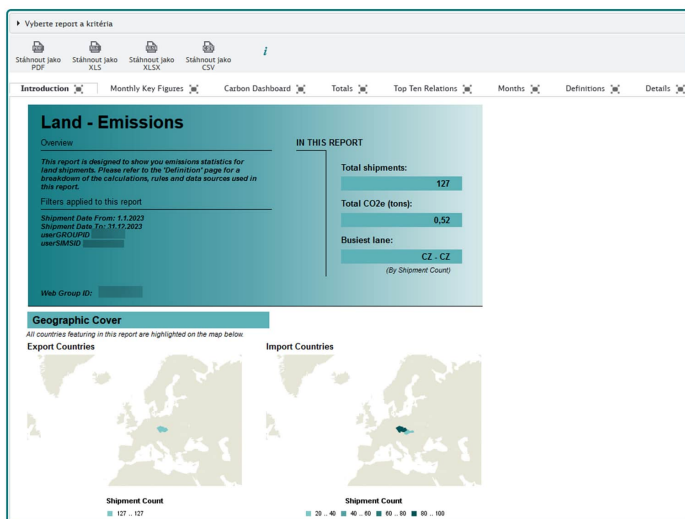 Vyberte report a kritéria
Stáhnout jako PDF
Stáhnout jako XLS
Stáhnout jako XLSX
Stáhnout jako CSV
i
Introduction
Monthly Key Figures
Carbon Dashboard
Totals
Top Ten Relations
Months
Definitions
Details
Land - Emissions
Overview
This report is designed to show you emissions statistics for
land shipments. Please refer to the 'Definition' page for a
breakdown of the calculations, rules and data sources used in
this report.
Filters applied to this report
Shipment Date From: 1.1.2023
Shipment Date To: 31.12.2023
userGROUPID
userSIMSID
Web Group ID:
IN THIS REPORT
Total shipments:
127
Total CO2e (tons):
0,52
Busiest lane:
CZ - CZ
(By Shipment Count)
Geographic Cover
All countries featuring in this report are highlighted on the map below.
Export Countries
Import Countries
Shipment Count
127 .. 127
Shipment Count
20 .. 40
40 .. 60
60 .. 80
80 .. 100